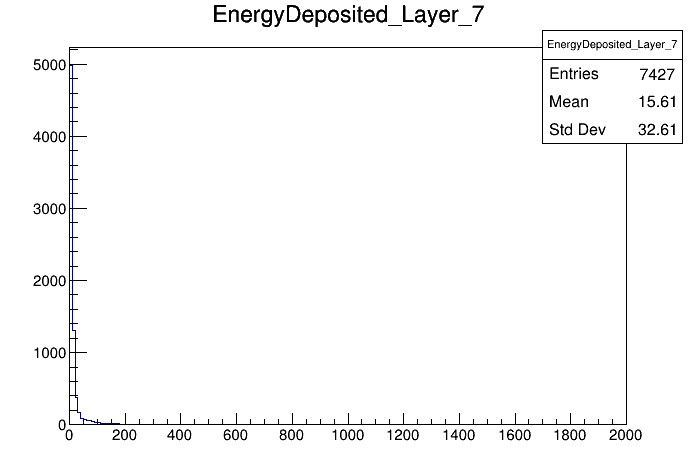 EnergyDeposited_Layer_7
EnergyDeposited_Layer_7
Entries 7427
Mean 15.61
Std Dev 32.61
5000
4000
3000
2000
1000
0
0 200 400 600 800 1000 1200 1400 1600 1800 2000